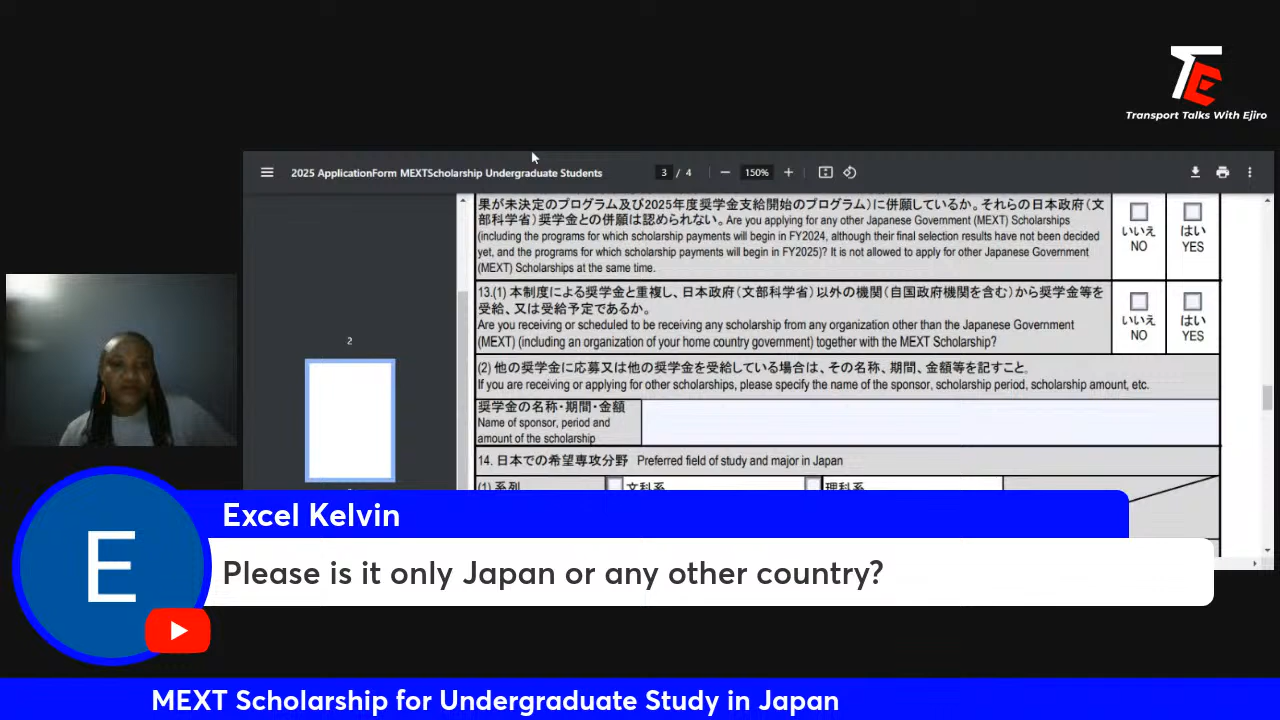 TE
Transport Talks With Ejiro
2025 ApplicationForm MEXTScholarship Undergraduate Students
3 / 4
150%
果が未決定のプログラム及び2025年度奨学金支給開始のプログラム)に併願しているか。それらの日本政府(文
部科学省)奨学金との併願は認められない。Are you applying for any other Japanese Government (MEXT) Scholarships
(including the programs for which scholarship payments will begin in FY2024, although their final selection results have not been decided
yet, and the programs for which scholarship payments will begin in FY2025)? It is not allowed to apply for other Japanese Government
(MEXT) Scholarships at the same time.
いいえ はい
NO YES
13.(1) 本制度による奨学金と重複し、日本政府(文部科学省)以外の機関(自国政府機関を含む)から奨学金等を
受給、又は受給予定であるか。
Are you receiving or scheduled to be receiving any scholarship from any organization other than the Japanese Government
(MEXT) (including an organization of your home country government) together with the MEXT Scholarship?
いいえ はい
NO YES
2
(2) 他の奨学金に応募又は他の奨学金を受給している場合は、その名称、期間、金額等を記すこと。
If you are receiving or applying for other scholarships, please specify the name of the sponsor, scholarship period, scholarship amount, etc.
奨学金の名称・期間・金額
Name of sponsor, period and
amount of the scholarship
14. 日本での希望専攻分野 Preferred field of study and major in Japan
(1) 系列 文科系 理科系
E
Excel Kelvin
Please is it only Japan or any other country?
MEXT Scholarship for Undergraduate Study in Japan